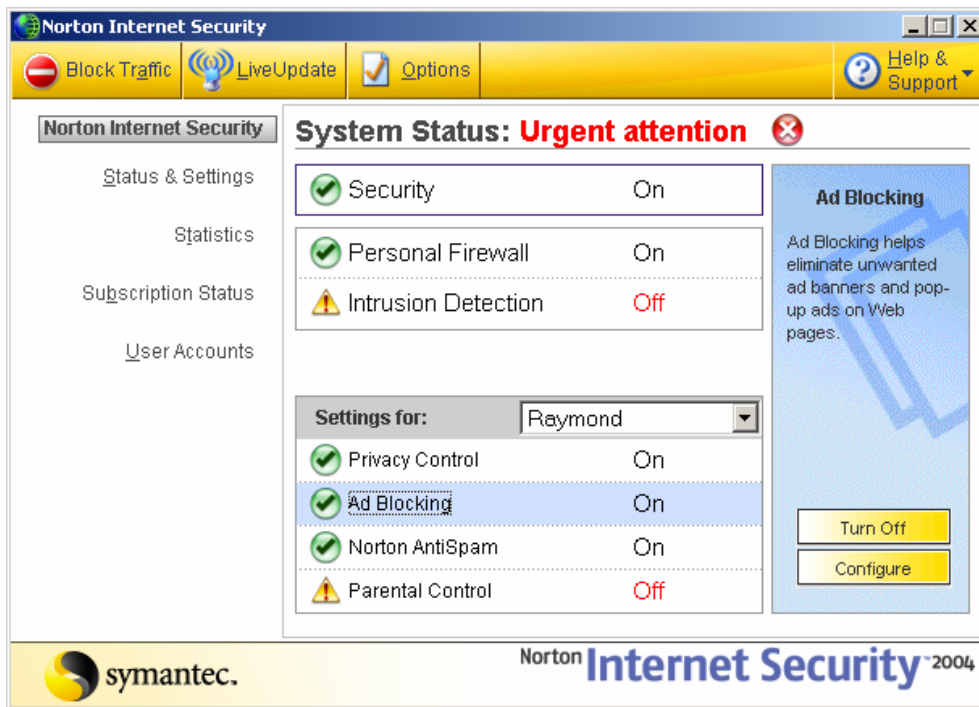 Norton Internet Security
Block Traffic
LiveUpdate
Options
Help &
Support
Norton Internet Security
Status & Settings
Statistics
Subscription Status
User Accounts
System Status: Urgent attention
Security On
Personal Firewall On
Intrusion Detection Off
Settings for: Raymond
Privacy Control On
Ad Blocking On
Norton AntiSpam On
Parental Control Off
Ad Blocking
Ad Blocking helps
eliminate unwanted
ad banners and pop-
up ads on Web
pages.
Turn Off
Configure
symantec.
Norton Internet Security™ 2004